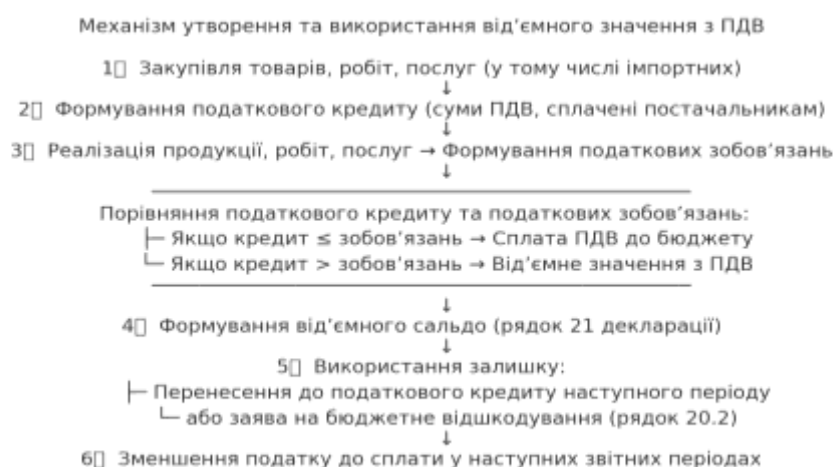 Механізм утворення та використання від’ємного значення з ПДВ
1▯ Закупівля товарів, робіт, послуг (у тому числі імпортних)
↓
2▯ Формування податкового кредиту (суми ПДВ, сплачені постачальникам)
↓
3▯ Реалізація продукції, робіт, послуг → Формування податкових зобов’язань
↓
Порівняння податкового кредиту та податкових зобов’язань:
├─ Якщо кредит ≤ зобов’язань → Сплата ПДВ до бюджету
└─ Якщо кредит > зобов’язань → Від’ємне значення з ПДВ
↓
4▯ Формування від’ємного сальдо (рядок 21 декларації)
↓
5▯ Використання залишку:
├─ Перенесення до податкового кредиту наступного періоду
└─ або заява на бюджетне відшкодування (рядок 20.2)
↓
6▯ Зменшення податку до сплати у наступних звітних періодах